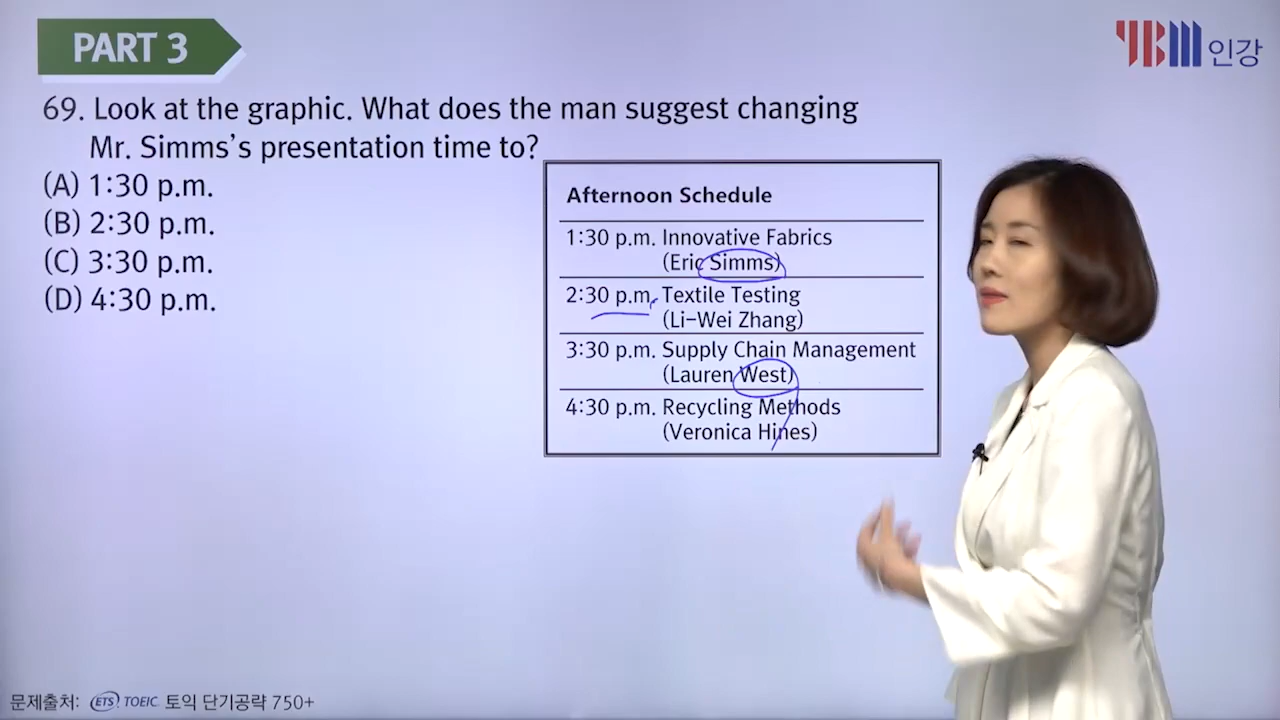 PART 3
YBM 인강
69. Look at the graphic. What does the man suggest changing
Mr. Simms's presentation time to?
(A) 1:30 p.m.
(B) 2:30 p.m.
(C) 3:30 p.m.
(D) 4:30 p.m.
Afternoon Schedule
1:30 p.m. Innovative Fabrics
(Eric Simms)
2:30 p.m. Textile Testing
(Li-Wei Zhang)
3:30 p.m. Supply Chain Management
(Lauren West)
4:30 p.m. Recycling Methods
(Veronica Hines)
문제출처: ETS TOEIC 토익 단기공략 750+